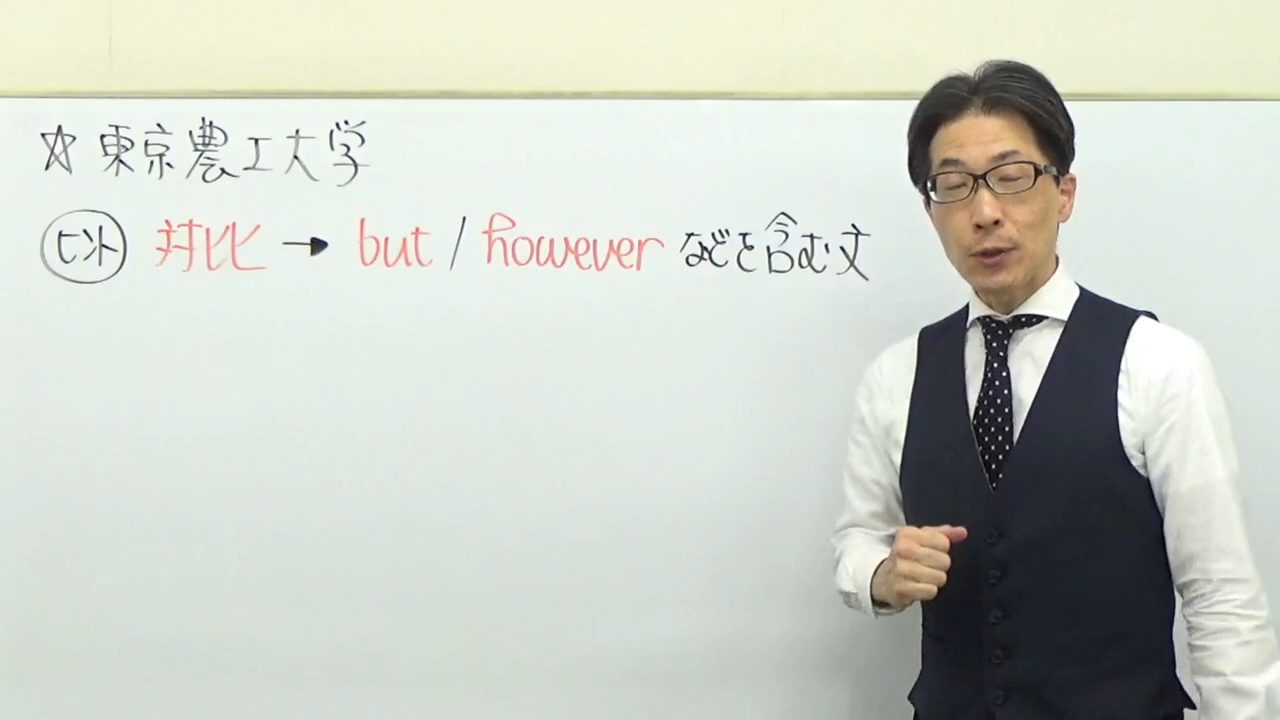 ☆ 東京農工大学
ヒント 対比 → but / however などを含む文